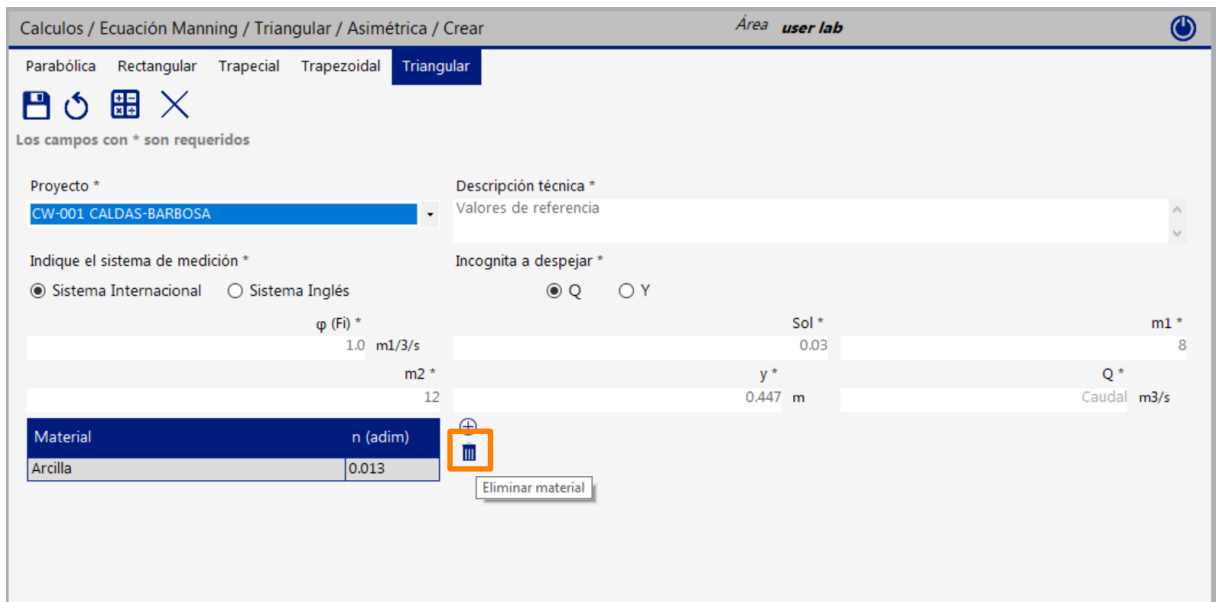 Calculos / Ecuación Manning / Triangular / Asimétrica / Crear Área user lab
Parabólica Rectangular Trapecial Trapezoidal Triangular
Los campos con * son requeridos
Proyecto * Descripción técnica *
CW-001 CALDAS-BARBOSA Valores de referencia
Indique el sistema de medición * Incognita a despejar *
Sistema Internacional Sistema Inglés Q Y
φ (Fi) * Sol * m1 *
1.0 m1/3/s 0.03 8
m2 * y * Q *
12 0.447 m Caudal m3/s
Material n (adim)
Arcilla 0.013
Eliminar material